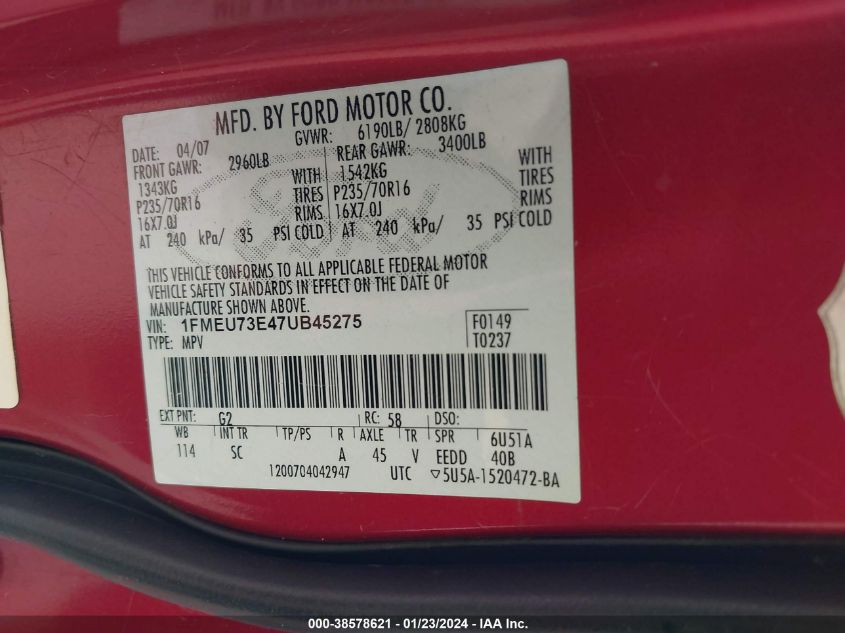 MFD. BY FORD MOTOR CO.
DATE: 04/07 GVWR: 6190LB/ 2808KG
FRONT GAWR: 2960LB REAR GAWR: 3400LB
1343KG WITH 1542KG WITH
P235/70R16 TIRES P235/70R16 TIRES
16X7.0J RIMS 16X7.0J RIMS
AT 240 kPa/ 35 PSI COLD AT 240 kPa/ 35 PSI COLD
Ford
THIS VEHICLE CONFORMS TO ALL APPLICABLE FEDERAL MOTOR
VEHICLE SAFETY STANDARDS IN EFFECT ON THE DATE OF
MANUFACTURE SHOWN ABOVE.
VIN: 1FMEU73E47UB45275 F0149
TYPE: MPV T0237
EXT PNT: G2 RC: 58 DSO:
WB INT TR TP/PS R AXLE TR SPR 6U51A
114 SC A 45 V EEDD 40B
1200704042947 UTC ▽5U5A-1520472-BA
000-38578621 - 01/23/2024 - IAA Inc.